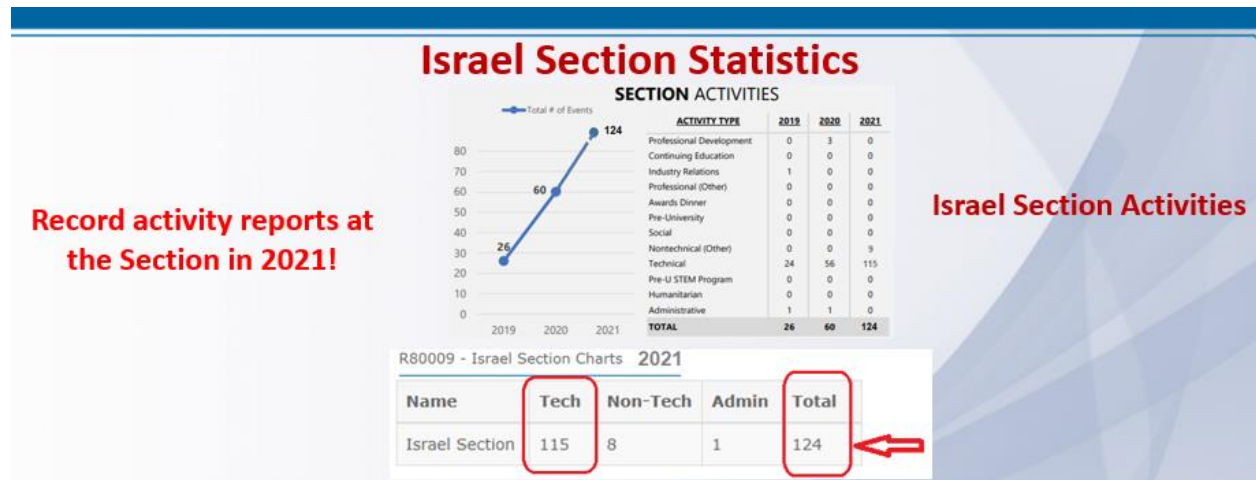 Israel Section Statistics
SECTION ACTIVITIES
Total # of Events
124
80
70
60
50
40
30
20
10
0
60
26
2019 2020 2021
ACTIVITY TYPE 2019 2020 2021
Professional Development 0 3 0
Continuing Education 0 0 0
Industry Relations 1 0 0
Professional (Other) 0 0 0
Awards Dinner 0 0 0
Pre-University 0 0 0
Social 0 0 0
Nontechnical (Other) 0 0 9
Technical 24 56 115
Pre-U STEM Program 0 0 0
Humanitarian 0 0 0
Administrative 1 1 0
TOTAL 26 60 124
Record activity reports at
the Section in 2021!
Israel Section Activities
R80009 - Israel Section Charts 2021
Name Tech Non-Tech Admin Total
Israel Section 115 8 1 124